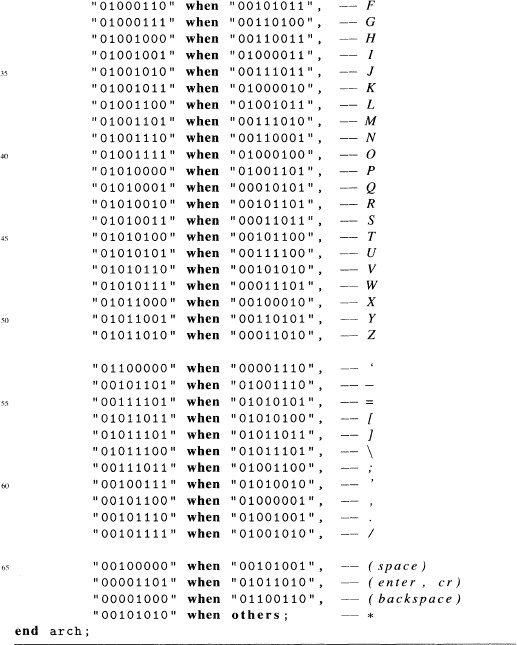 "01000110" when "00101011", -- F
"01000111" when "00110100", -- G
"01001000" when "00110011", -- H
"01001001" when "01000011", -- I
35 "01001010" when "00111011", -- J
"01001011" when "01000010", -- K
"01001100" when "01001011", -- L
"01001101" when "00111010", -- M
"01001110" when "00110001", -- N
40 "01001111" when "01000100", -- O
"01010000" when "01001101", -- P
"01010001" when "00010101", -- Q
"01010010" when "00101101", -- R
"01010011" when "00011011", -- S
45 "01010100" when "00101100", -- T
"01010101" when "00111100", -- U
"01010110" when "00101010", -- V
"01010111" when "00011101", -- W
"01011000" when "00100010", -- X
50 "01011001" when "00110101", -- Y
"01011010" when "00011010", -- Z
"01100000" when "00001110", -- `
"00101101" when "01001110", -- –
55 "00111101" when "01010101", -- =
"01011011" when "01010100", -- [
"01011101" when "01011011", -- ]
"01011100" when "01011101", -- \
"00111011" when "01001100", -- ;
60 "00100111" when "01010010", -- '
"00101100" when "01000001", -- ,
"00101110" when "01001001", -- .
"00101111" when "01001010", -- /
65 "00100000" when "00101001", -- (space)
"00001101" when "01011010", -- (enter, cr)
"00001000" when "01100110", -- (backspace)
"00101010" when others; -- *
end arch;